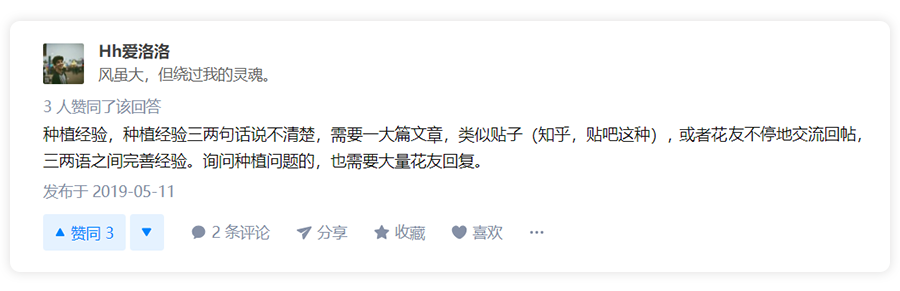 Hh爱洛洛
风虽大，但绕过我的灵魂。
3 人赞同了该回答
种植经验，种植经验三两句话说不清楚，需要一大篇文章，类似贴子（知乎，贴吧这种），或者花友不停地交流回帖，
三两语之间完善经验。询问种植问题的，也需要大量花友回复。
发布于 2019-05-11
赞同 3 2 条评论 分享 收藏 喜欢 ···